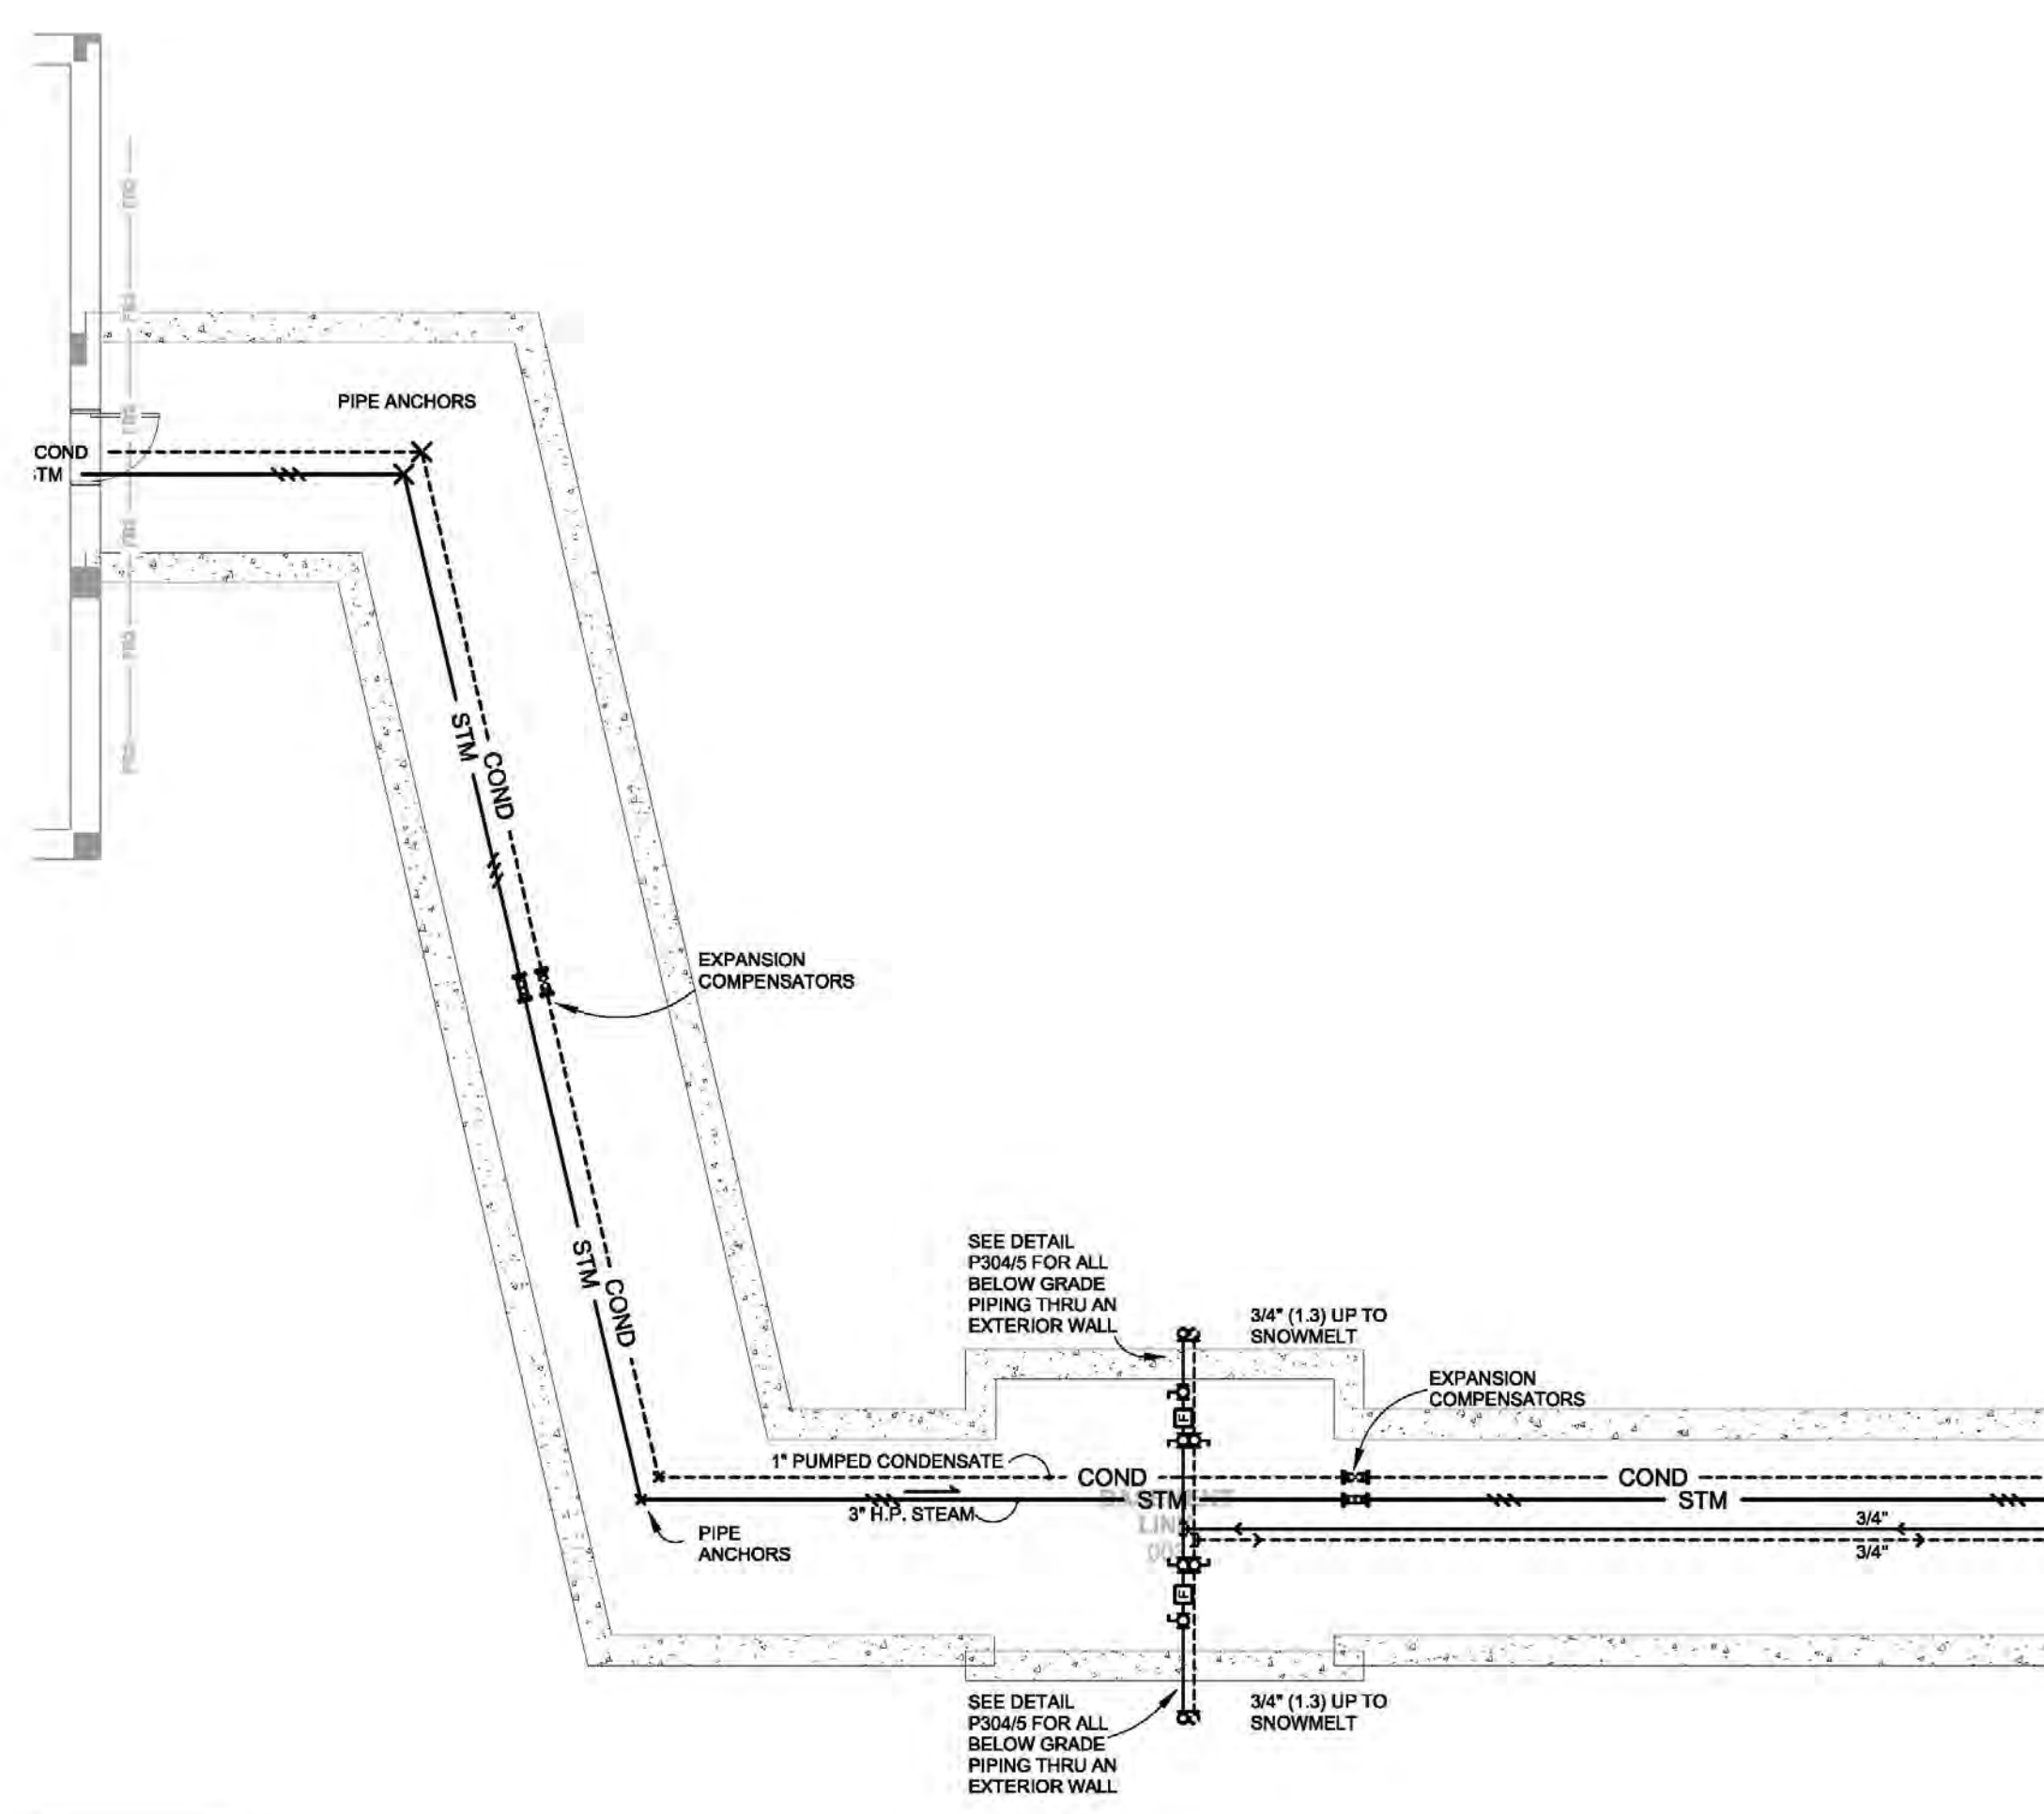 PIPE ANCHORS
COND
STM
STM
COND
EXPANSION
COMPENSATORS
STM
COND
SEE DETAIL
P304/5 FOR ALL
BELOW GRADE
PIPING THRU AN
EXTERIOR WALL
3/4" (1.3) UP TO
SNOWMELT
EXPANSION
COMPENSATORS
F
1" PUMPED CONDENSATE
COND
COND
STM
STM
3" H.P. STEAM
3/4"
3/4"
PIPE
ANCHORS
F
SEE DETAIL
P304/5 FOR ALL
BELOW GRADE
PIPING THRU AN
EXTERIOR WALL
3/4" (1.3) UP TO
SNOWMELT